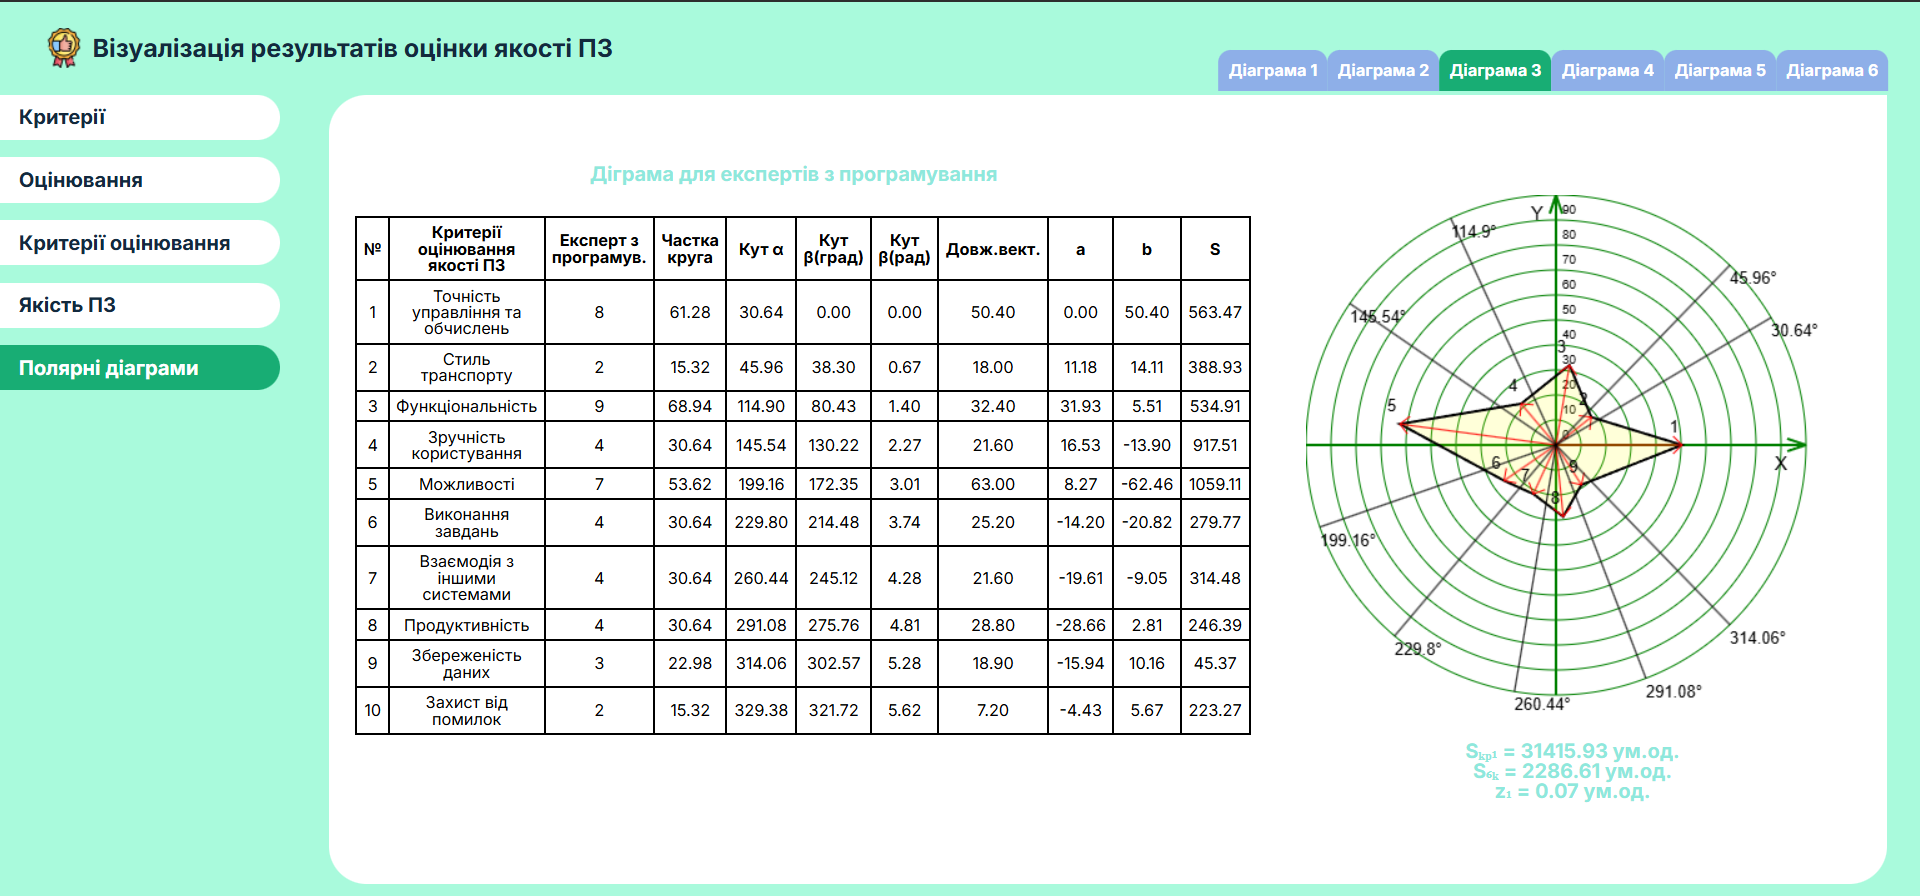 Візуалізація результатів оцінки якості ПЗ
Діаграма 1 Діаграма 2 Діаграма 3 Діаграма 4 Діаграма 5 Діаграма 6
Критерії
Оцінювання
Критерії оцінювання
Якість ПЗ
Полярні діаграми
Діграма для експертів з програмування
№ Критерії оцінювання якості ПЗ Експерт з програмув. Частка круга Кут α Кут β(град) Кут β(рад) Довж.вект. a b S
1 Точність управління та обчислень 8 61.28 30.64 0.00 0.00 50.40 0.00 50.40 563.47
2 Стиль транспорту 2 15.32 45.96 38.30 0.67 18.00 11.18 14.11 388.93
3 Функціональність 9 68.94 114.90 80.43 1.40 32.40 31.93 5.51 534.91
4 Зручність користування 4 30.64 145.54 130.22 2.27 21.60 16.53 -13.90 917.51
5 Можливості 7 53.62 199.16 172.35 3.01 63.00 8.27 -62.46 1059.11
6 Виконання завдань 4 30.64 229.80 214.48 3.74 25.20 -14.20 -20.82 279.77
7 Взаємодія з іншими системами 4 30.64 260.44 245.12 4.28 21.60 -19.61 -9.05 314.48
8 Продуктивність 4 30.64 291.08 275.76 4.81 28.80 -28.66 2.81 246.39
9 Збереженість даних 3 22.98 314.06 302.57 5.28 18.90 -15.94 10.16 45.37
10 Захист від помилок 2 15.32 329.38 321.72 5.62 7.20 -4.43 5.67 223.27
Y
90
80
70
60
50
40
30
20
10
0
X
114.9°
45.96°
30.64°
145.54°
199.16°
229.8°
260.44°
291.08°
314.06°
1
2
3
4
5
6
7
8
9
Sₖₚ₁ = 31415.93 ум.од.
S₆ₖ = 2286.61 ум.од.
z₁ = 0.07 ум.од.